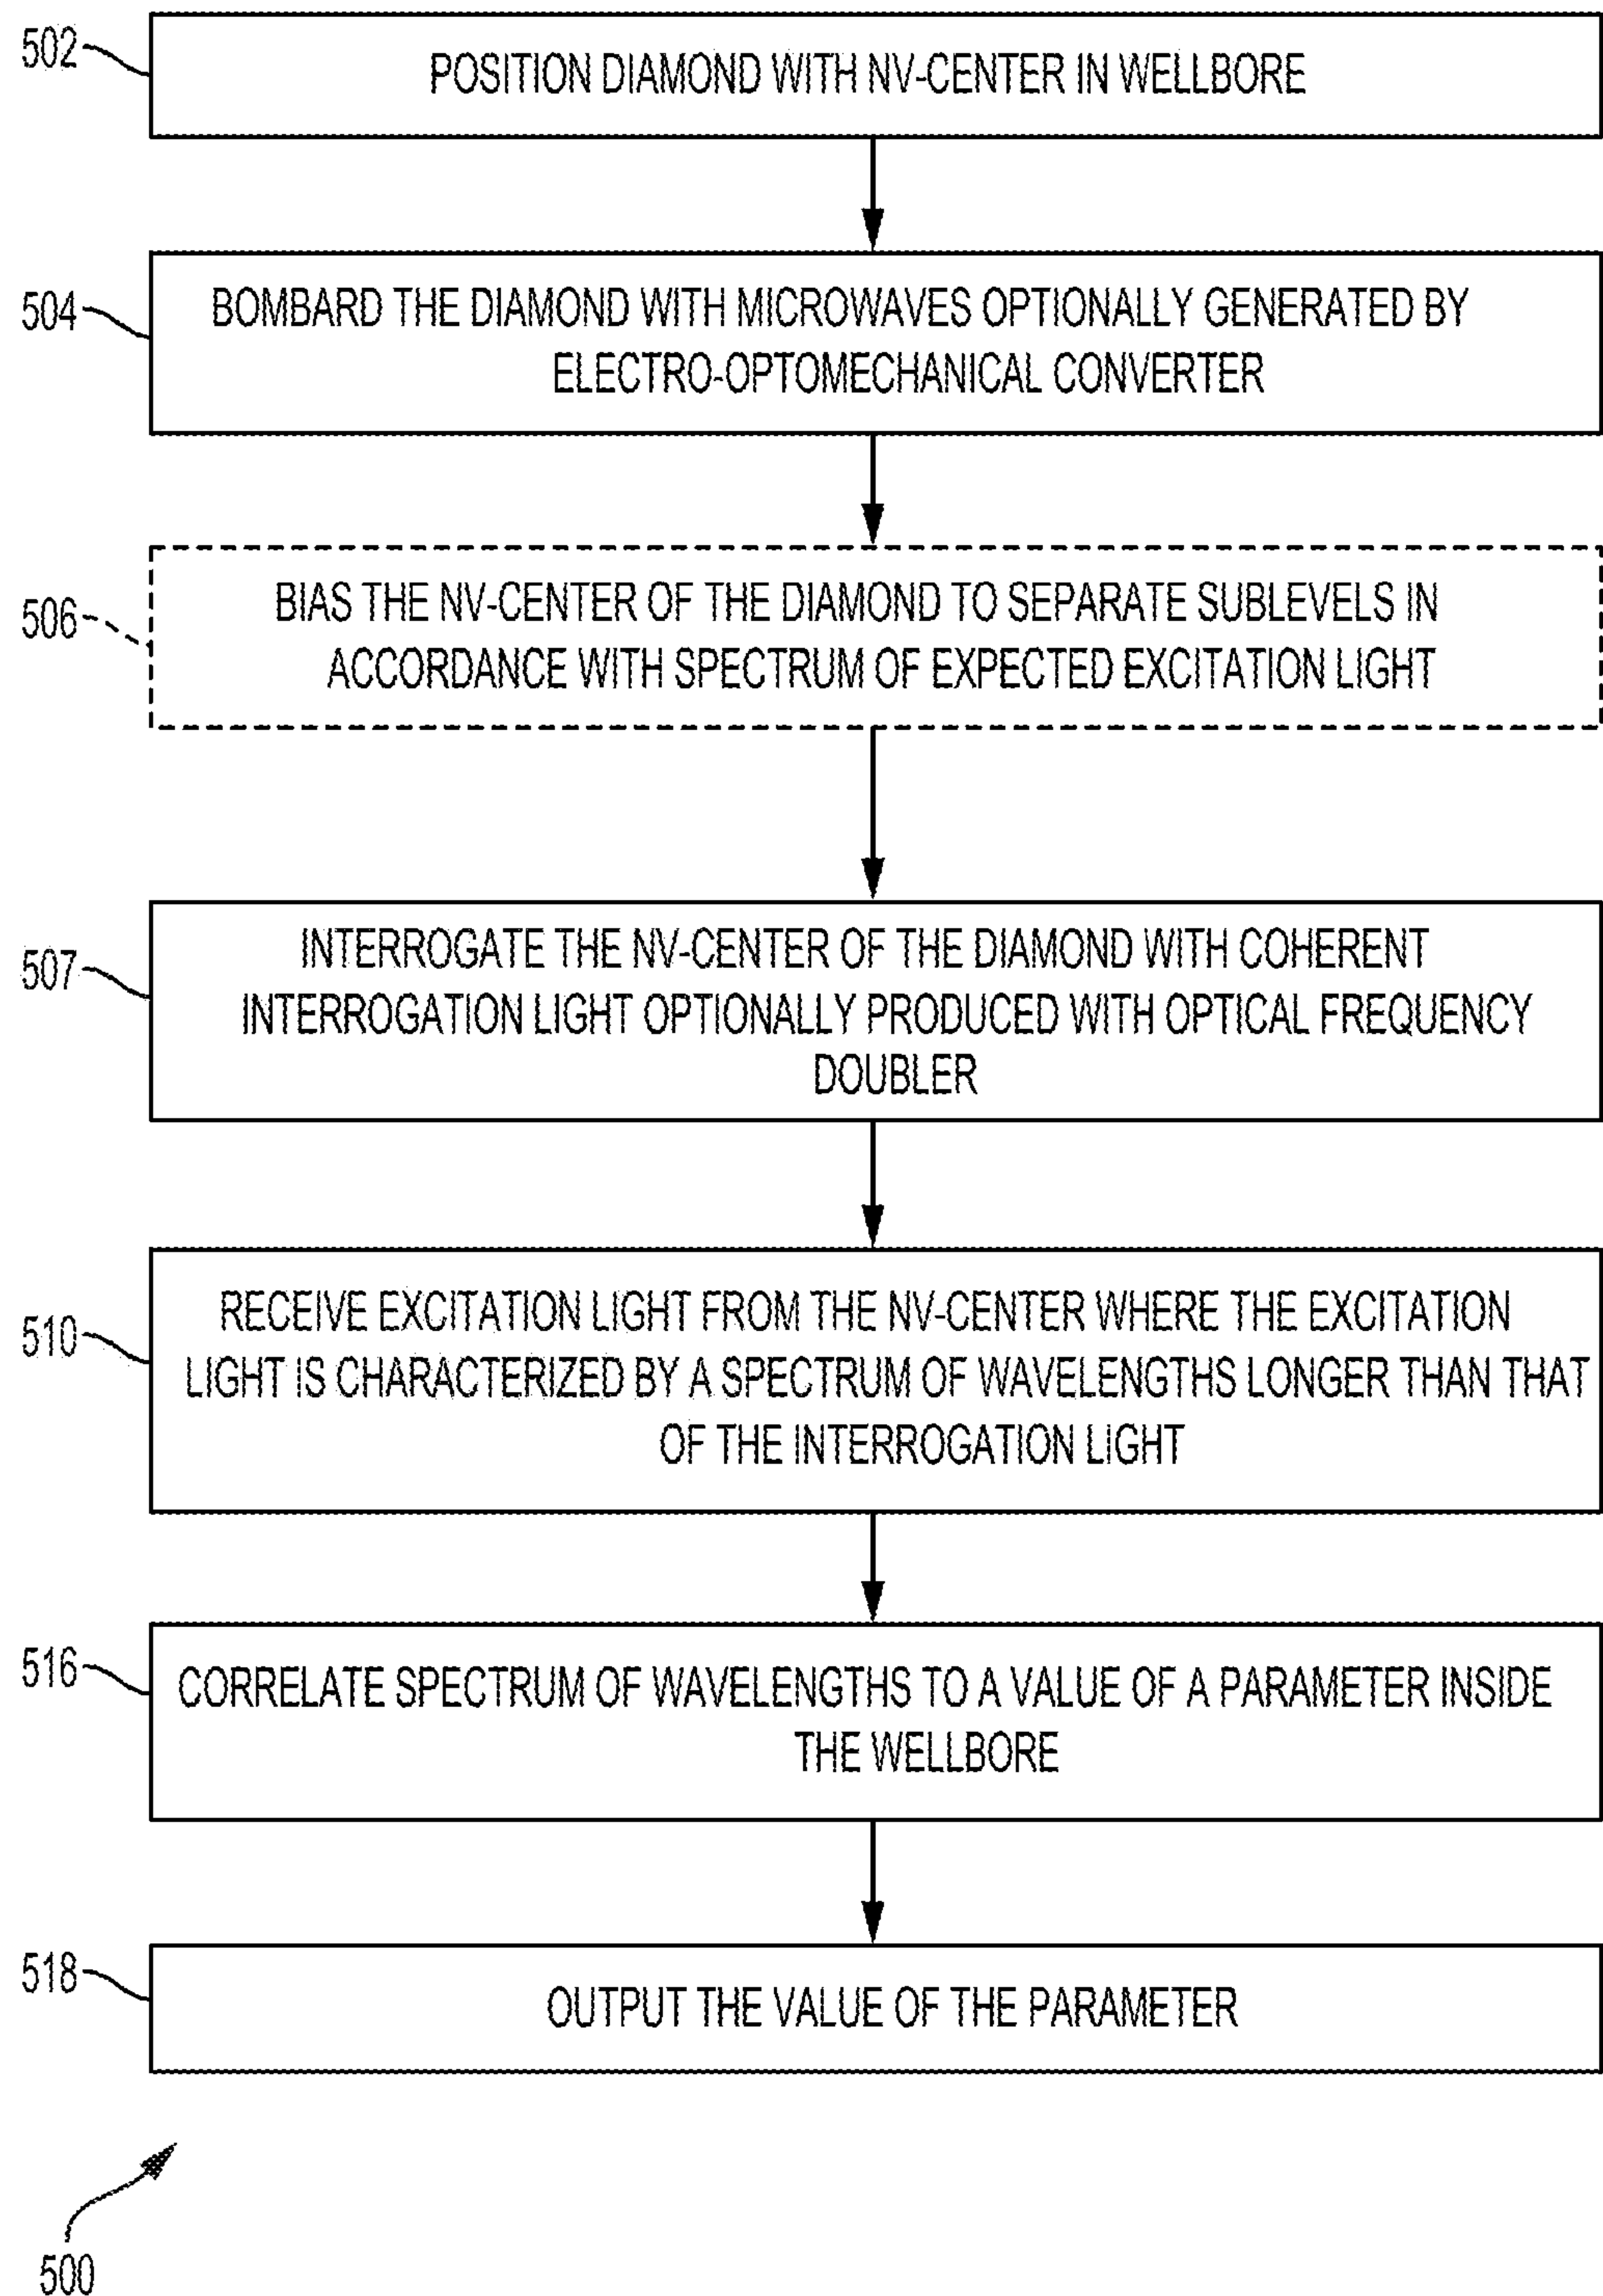 502
POSITION DIAMOND WITH NV-CENTER IN WELLBORE
504
BOMBARD THE DIAMOND WITH MICROWAVES OPTIONALLY GENERATED BY
ELECTRO-OPTOMECHANICAL CONVERTER
506
BIAS THE NV-CENTER OF THE DIAMOND TO SEPARATE SUBLEVELS IN
ACCORDANCE WITH SPECTRUM OF EXPECTED EXCITATION LIGHT
507
INTERROGATE THE NV-CENTER OF THE DIAMOND WITH COHERENT
INTERROGATION LIGHT OPTIONALLY PRODUCED WITH OPTICAL FREQUENCY
DOUBLER
510
RECEIVE EXCITATION LIGHT FROM THE NV-CENTER WHERE THE EXCITATION
LIGHT IS CHARACTERIZED BY A SPECTRUM OF WAVELENGTHS LONGER THAN THAT
OF THE INTERROGATION LIGHT
516
CORRELATE SPECTRUM OF WAVELENGTHS TO A VALUE OF A PARAMETER INSIDE
THE WELLBORE
518
OUTPUT THE VALUE OF THE PARAMETER
500